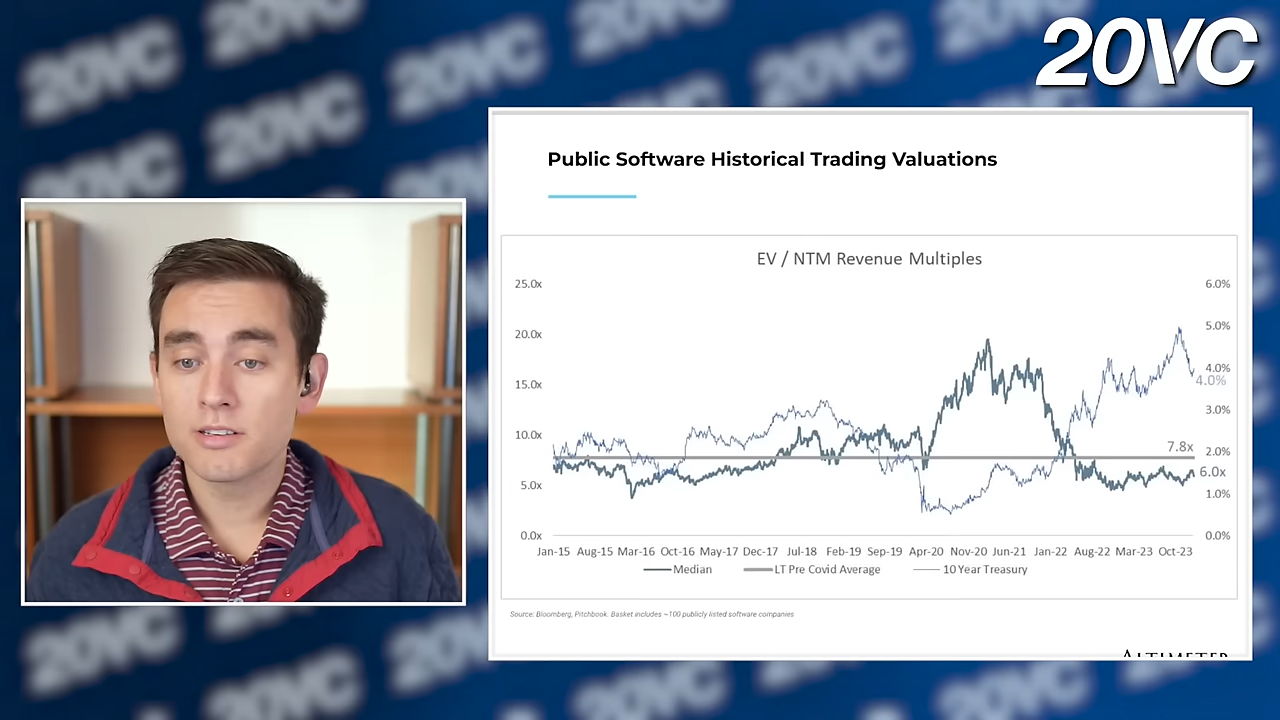 20VC
Public Software Historical Trading Valuations
EV / NTM Revenue Multiples
25.0x
20.0x
15.0x
10.0x
5.0x
0.0x
6.0%
5.0%
4.0%
4.0%
3.0%
2.0%
1.0%
0.0%
7.8x
6.0x
Jan-15 Aug-15 Mar-16 Oct-16 May-17 Dec-17 Jul-18 Feb-19 Sep-19 Apr-20 Nov-20 Jun-21 Jan-22 Aug-22 Mar-23 Oct-23
Median LT Pre Covid Average 10 Year Treasury
Source: Bloomberg, Pitchbook. Basket includes ~100 publicly listed software companies
ALTIMETER